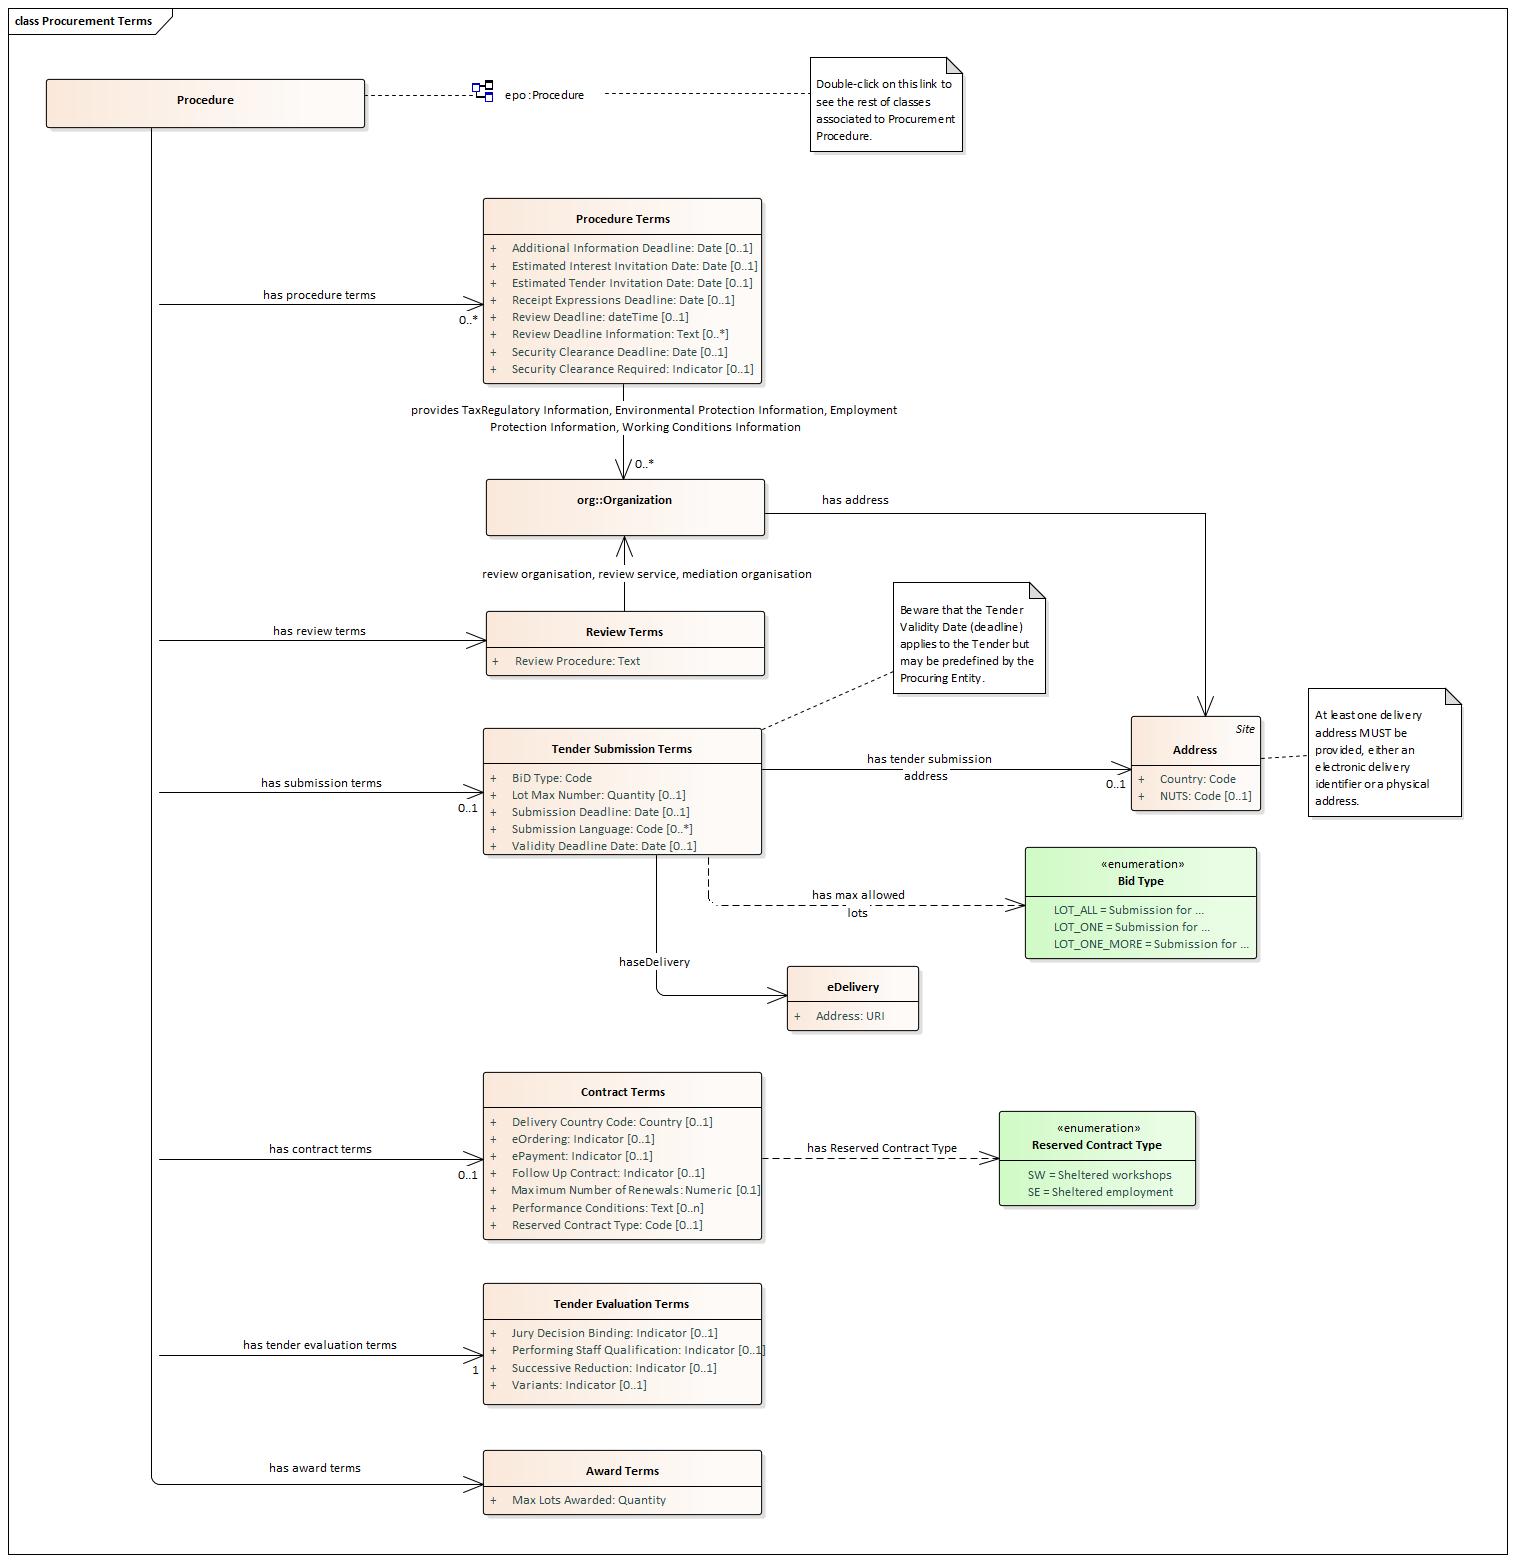 class Procurement Terms
Procedure
epo :Procedure
Double-click on this link to
see the rest of classes
associated to Procurement
Procedure.
Procedure Terms
+ Additional Information Deadline: Date [0..1]
+ Estimated Interest Invitation Date: Date [0..1]
+ Estimated Tender Invitation Date: Date [0..1]
+ Receipt Expressions Deadline: Date [0..1]
+ Review Deadline: dateTime [0..1]
+ Review Deadline Information: Text [0..*]
+ Security Clearance Deadline: Date [0..1]
+ Security Clearance Required: Indicator [0..1]
has procedure terms
0..*
provides TaxRegulatory Information, Environmental Protection Information, Employment
Protection Information, Working Conditions Information
0..*
org::Organization
has address
review organisation, review service, mediation organisation
Review Terms
+ Review Procedure: Text
has review terms
Beware that the Tender
Validity Date (deadline)
applies to the Tender but
may be predefined by the
Procuring Entity.
Tender Submission Terms
+ BiD Type: Code
+ Lot Max Number: Quantity [0..1]
+ Submission Deadline: Date [0..1]
+ Submission Language: Code [0..*]
+ Validity Deadline Date: Date [0..1]
has submission terms
0..1
has tender submission
address
0..1
Site
Address
+ Country: Code
+ NUTS: Code [0..1]
At least one delivery
address MUST be
provided, either an
electronic delivery
identifier or a physical
address.
«enumeration»
Bid Type
LOT_ALL = Submission for ...
LOT_ONE = Submission for ...
LOT_ONE_MORE = Submission for ...
has max allowed
lots
haseDelivery
eDelivery
+ Address: URI
Contract Terms
+ Delivery Country Code: Country [0..1]
+ eOrdering: Indicator [0..1]
+ ePayment: Indicator [0..1]
+ Follow Up Contract: Indicator [0..1]
+ Maximum Number of Renewals: Numeric [0.1]
+ Performance Conditions: Text [0..n]
+ Reserved Contract Type: Code [0..1]
has contract terms
0..1
has Reserved Contract Type
«enumeration»
Reserved Contract Type
SW = Sheltered workshops
SE = Sheltered employment
Tender Evaluation Terms
+ Jury Decision Binding: Indicator [0..1]
+ Performing Staff Qualification: Indicator [0..1]
+ Successive Reduction: Indicator [0..1]
+ Variants: Indicator [0..1]
has tender evaluation terms
1
has award terms
Award Terms
+ Max Lots Awarded: Quantity